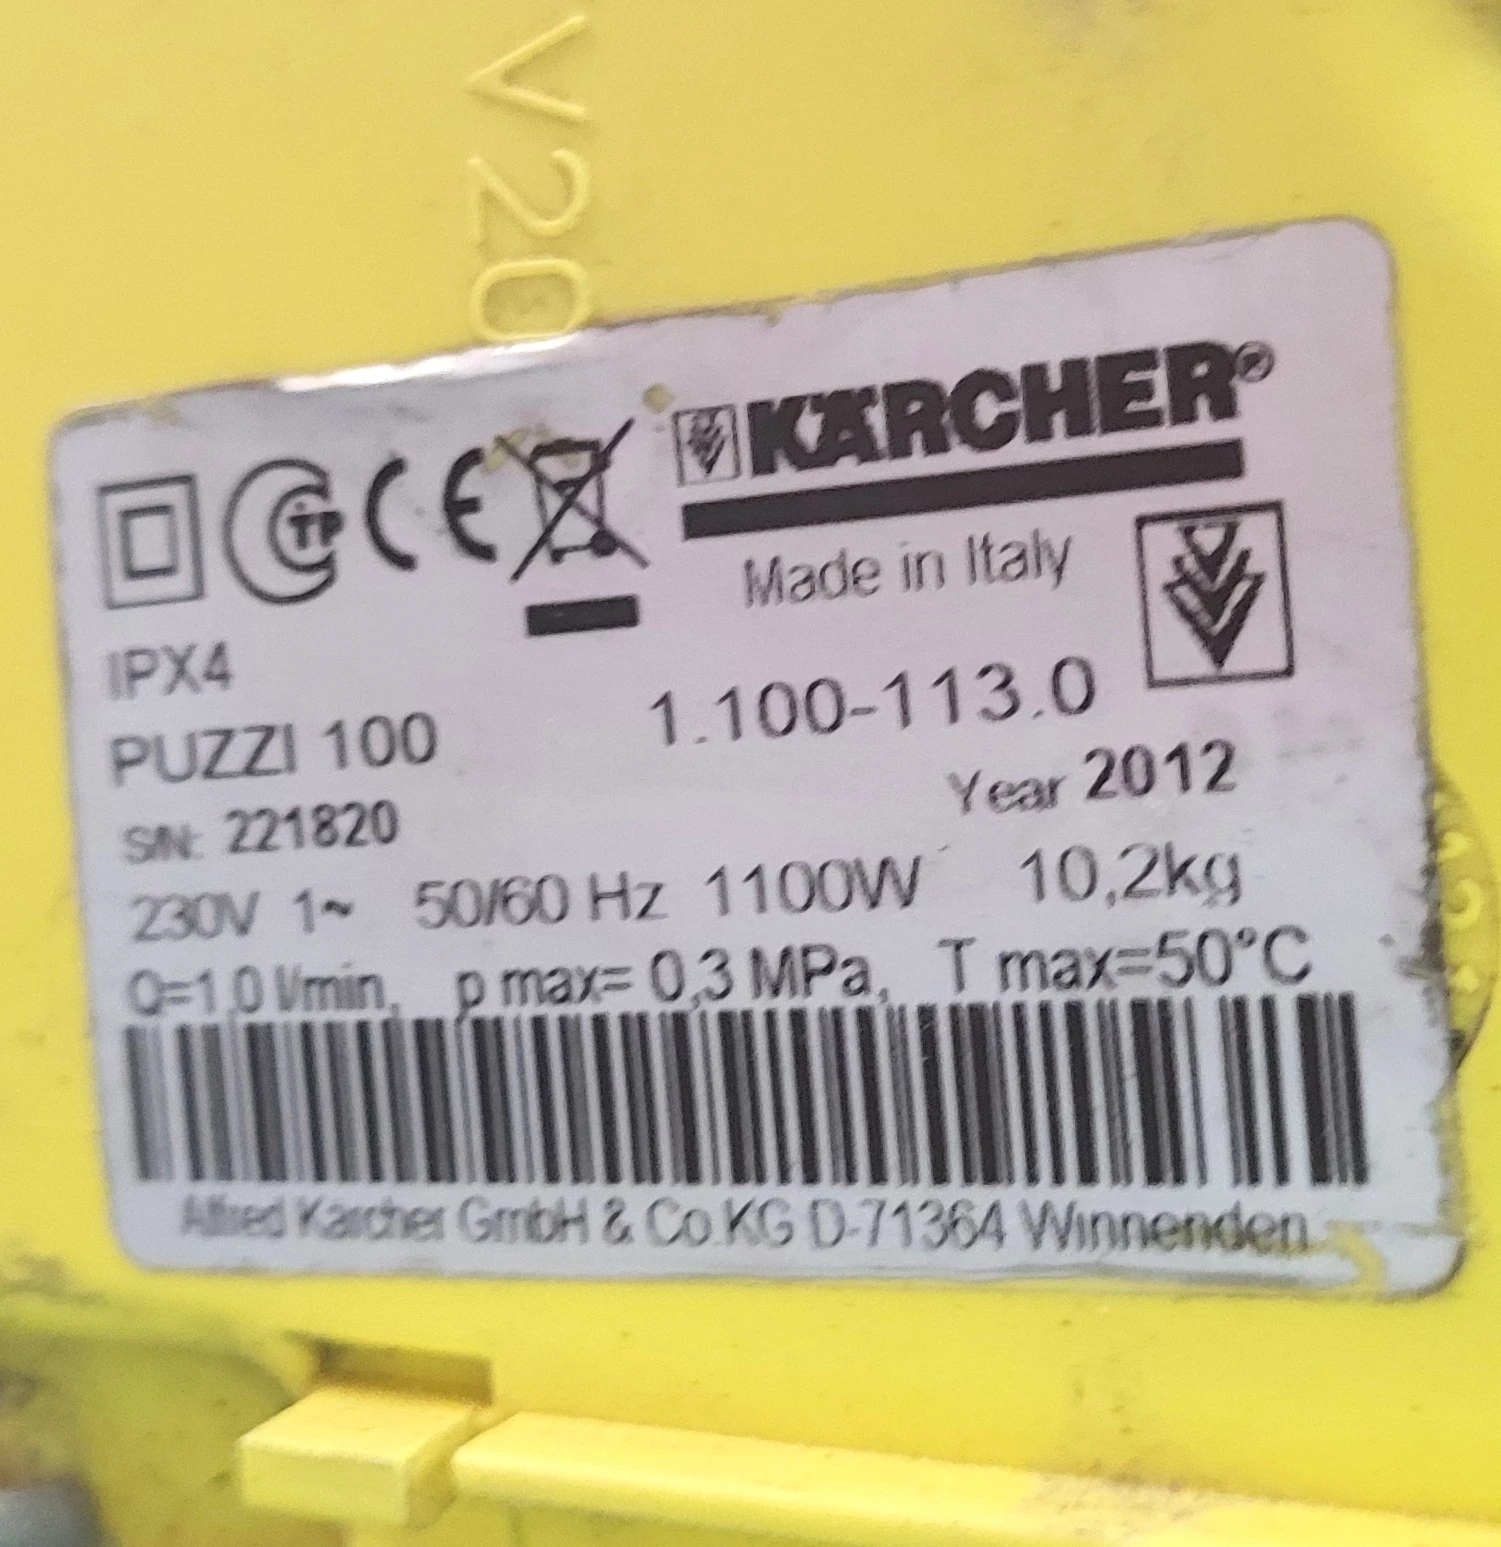 V20
KÄRCHER®
CE
Made in Italy
IPX4
1.100-113.0
PUZZI 100
Year 2012
S/N: 221820
230V 1~ 50/60 Hz 1100W 10,2kg
Q=1,0 l/min, p max= 0,3 MPa, T max=50°C
Alfred Kärcher GmbH & Co.KG D-71364 Winnenden